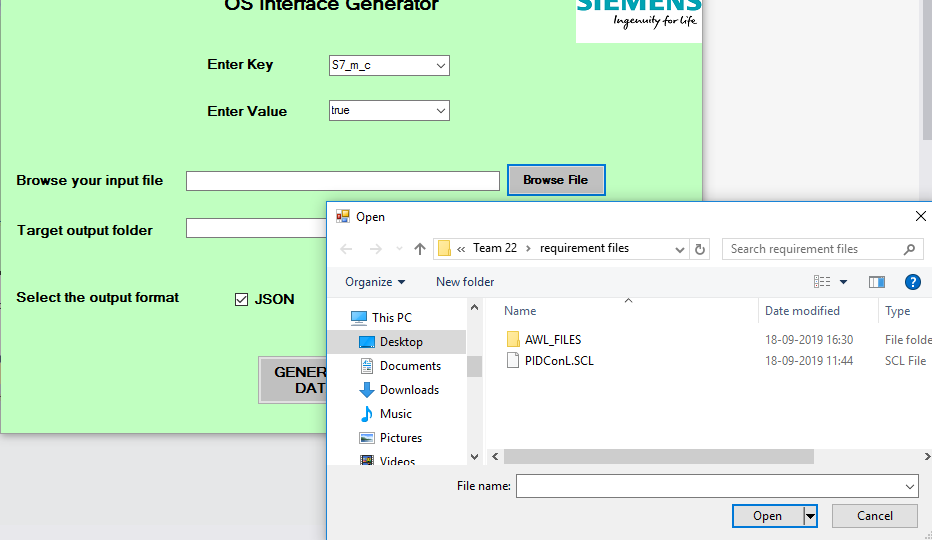 OS Interface Generator
SIEMENS
Ingenuity for life
Enter Key
S7_m_c
Enter Value
true
Browse your input file
Browse File
Target output folder
Select the output format
JSON
GENER
DAT
Open
« Team 22 > requirement files
Search requirement files
Organize
New folder
Name
Date modified
Type
This PC
Desktop
Documents
Downloads
Music
Pictures
Videos
AWL_FILES
18-09-2019 16:30
File folde
PIDConL.SCL
18-09-2019 11:44
SCL File
File name:
Open
Cancel